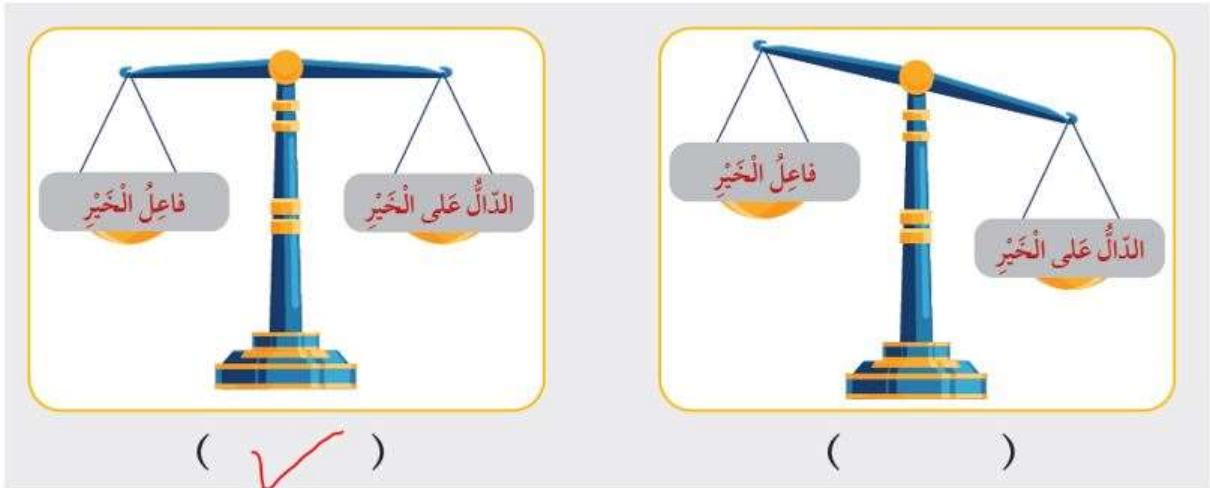 فاعِلُ الْخَيْرِ
الدّالُّ عَلى الْخَيْرِ
فاعِلُ الْخَيْرِ
الدّالُّ عَلى الْخَيْرِ
( )
( ✓ )